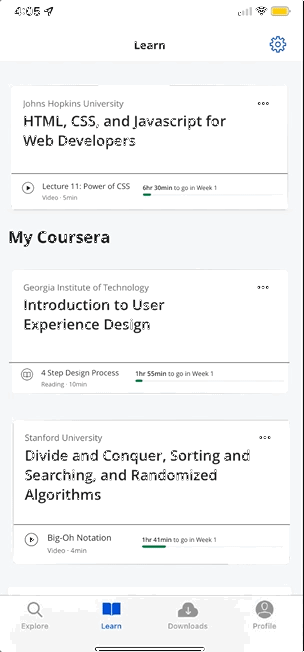 4:05
Learn
Johns Hopkins University
HTML, CSS, and Javascript for
Web Developers
Lecture 11: Power of CSS
Video · 5min
6hr 30min to go in Week 1
My Coursera
Georgia Institute of Technology
Introduction to User
Experience Design
4 Step Design Process
Reading · 10min
1hr 55min to go in Week 1
Stanford University
Divide and Conquer, Sorting and
Searching, and Randomized
Algorithms
Big-Oh Notation
Video · 4min
1hr 41min to go in Week 1
Explore
Learn
Downloads
Profile